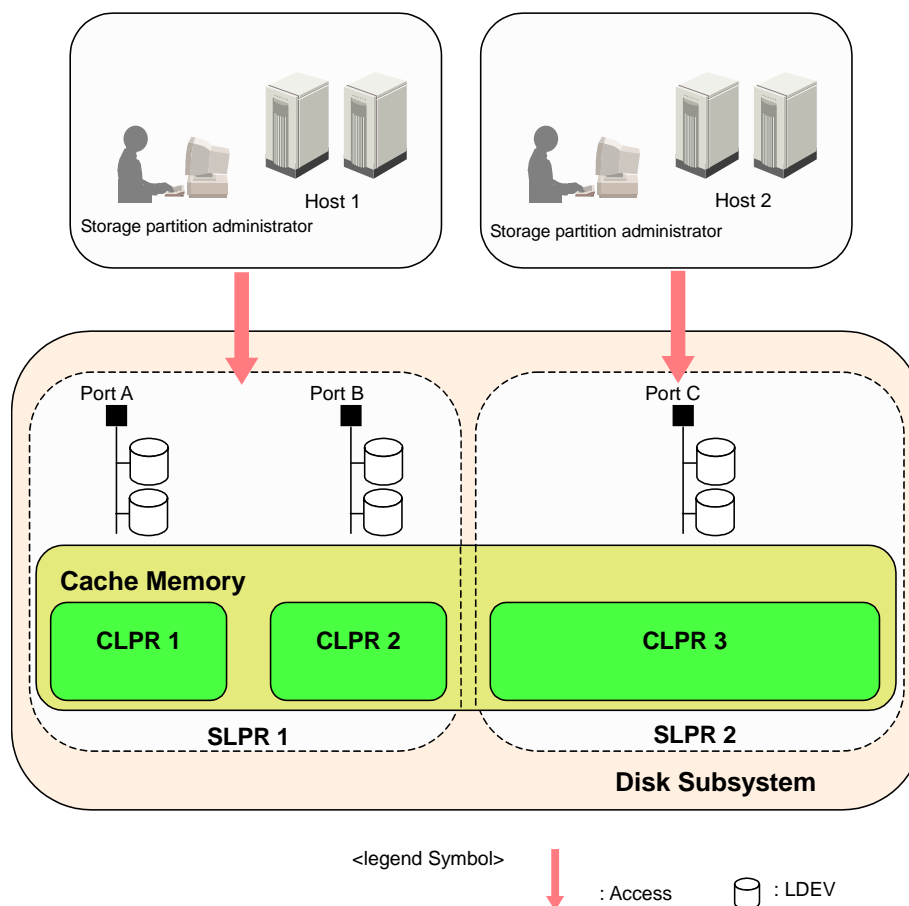 Host 1
Storage partition administrator
Host 2
Storage partition administrator
Port A
Port B
Port C
Cache Memory
CLPR 1
CLPR 2
CLPR 3
SLPR 1
SLPR 2
Disk Subsystem
<legend Symbol>
: Access
: LDEV